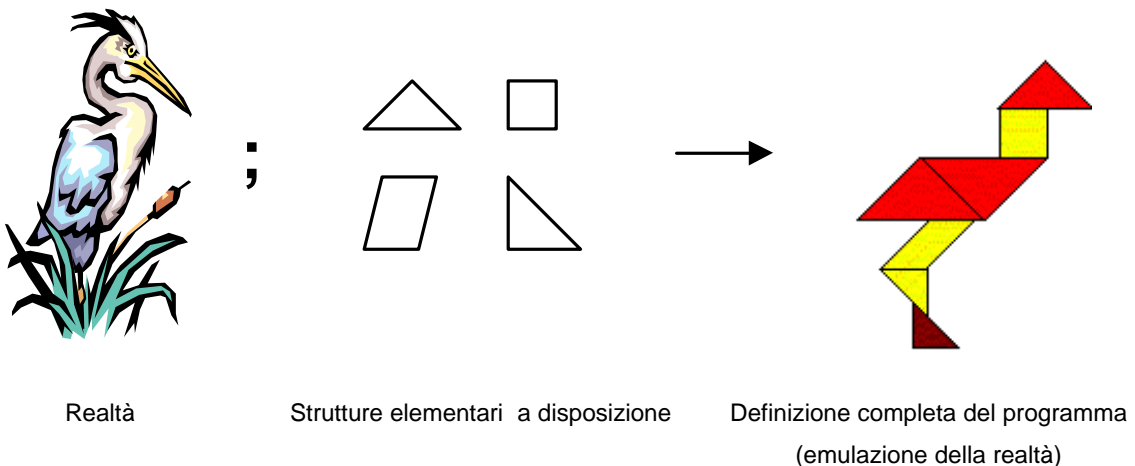 ;
Realtà
Strutture elementari a disposizione
Definizione completa del programma
(emulazione della realtà)